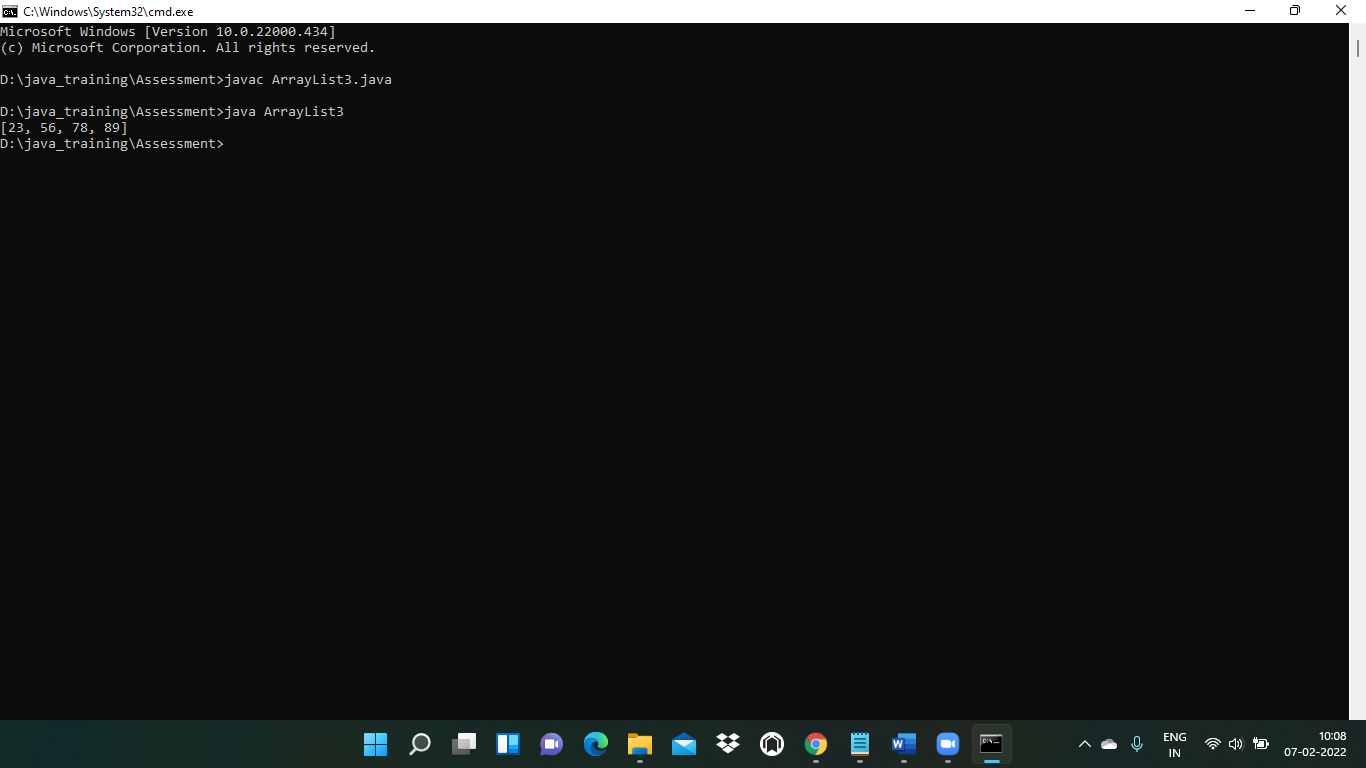 C:\Windows\System32\cmd.exe
Microsoft Windows [Version 10.0.22000.434]
(c) Microsoft Corporation. All rights reserved.
D:\java_training\Assessment>javac ArrayList3.java
D:\java_training\Assessment>java ArrayList3
[23, 56, 78, 89]
D:\java_training\Assessment>
ENG
IN
10:08
07-02-2022